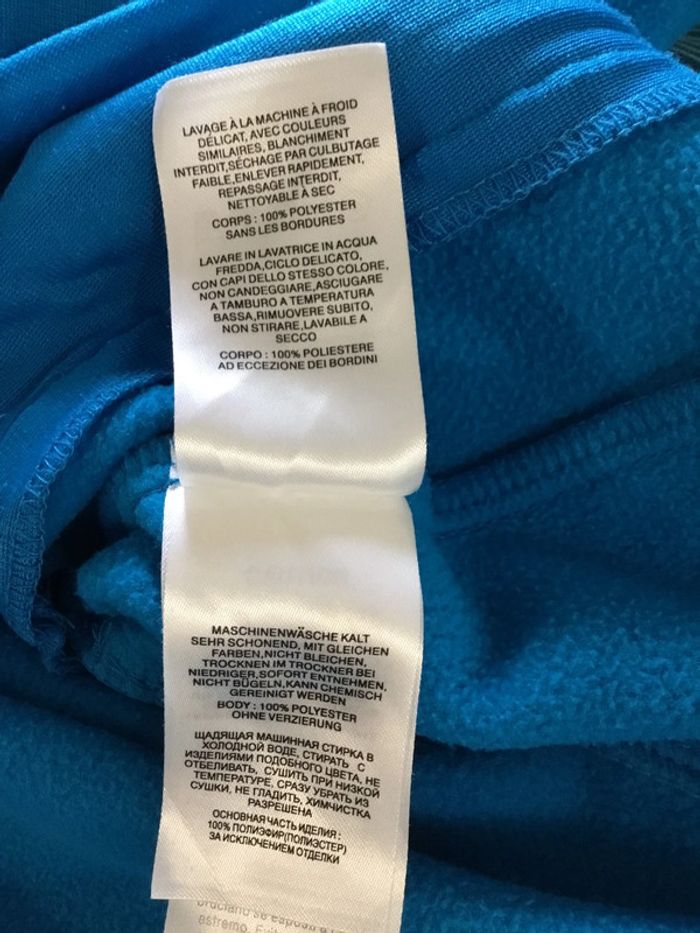 LAVAGE À LA MACHINE À FROID
DÉLICAT, AVEC COULEURS
SIMILAIRES, BLANCHIMENT
INTERDIT,SÉCHAGE PAR CULBUTAGE
FAIBLE,ENLEVER RAPIDEMENT,
REPASSAGE INTERDIT,
NETTOYABLE À SEC
CORPS : 100% POLYESTER
SANS LES BORDURES
LAVARE IN LAVATRICE IN ACQUA
FREDDA,CICLO DELICATO,
CON CAPI DELLO STESSO COLORE,
NON CANDEGGIARE,ASCIUGARE
A TAMBURO A TEMPERATURA
BASSA,RIMUOVERE SUBITO,
NON STIRARE,LAVABILE A
SECCO
CORPO : 100% POLIESTERE
AD ECCEZIONE DEI BORDINI
MASCHINENWÄSCHE KALT
SEHR SCHONEND, MIT GLEICHEN
FARBEN,NICHT BLEICHEN,
TROCKNEN IM TROCKNER BEI
NIEDRIGER,SOFORT ENTNEHMEN,
NICHT BÜGELN,KANN CHEMISCH
GEREINIGT WERDEN
BODY : 100% POLYESTER
OHNE VERZIERUNG
ЩАДЯЩАЯ МАШИННАЯ СТИРКА В
ХОЛОДНОЙ ВОДЕ, СТИРАТЬ С
ИЗДЕЛИЯМИ ПОДОБНОГО ЦВЕТА, НЕ
ОТБЕЛИВАТЬ, СУШИТЬ ПРИ НИЗКОЙ
ТЕМПЕРАТУРЕ, СРАЗУ УБРАТЬ ИЗ
СУШКИ, НЕ ГЛАДИТЬ, ХИМЧИСТКА
РАЗРЕШЕНА
ОСНОВНАЯ ЧАСТЬ ИДЕЛИЯ :
100% ПОЛИЭФИР(ПОЛИЭСТЕР)
ЗА ИСКЛЮЧЕНИЕМ ОТДЕЛКИ
se
estremo.